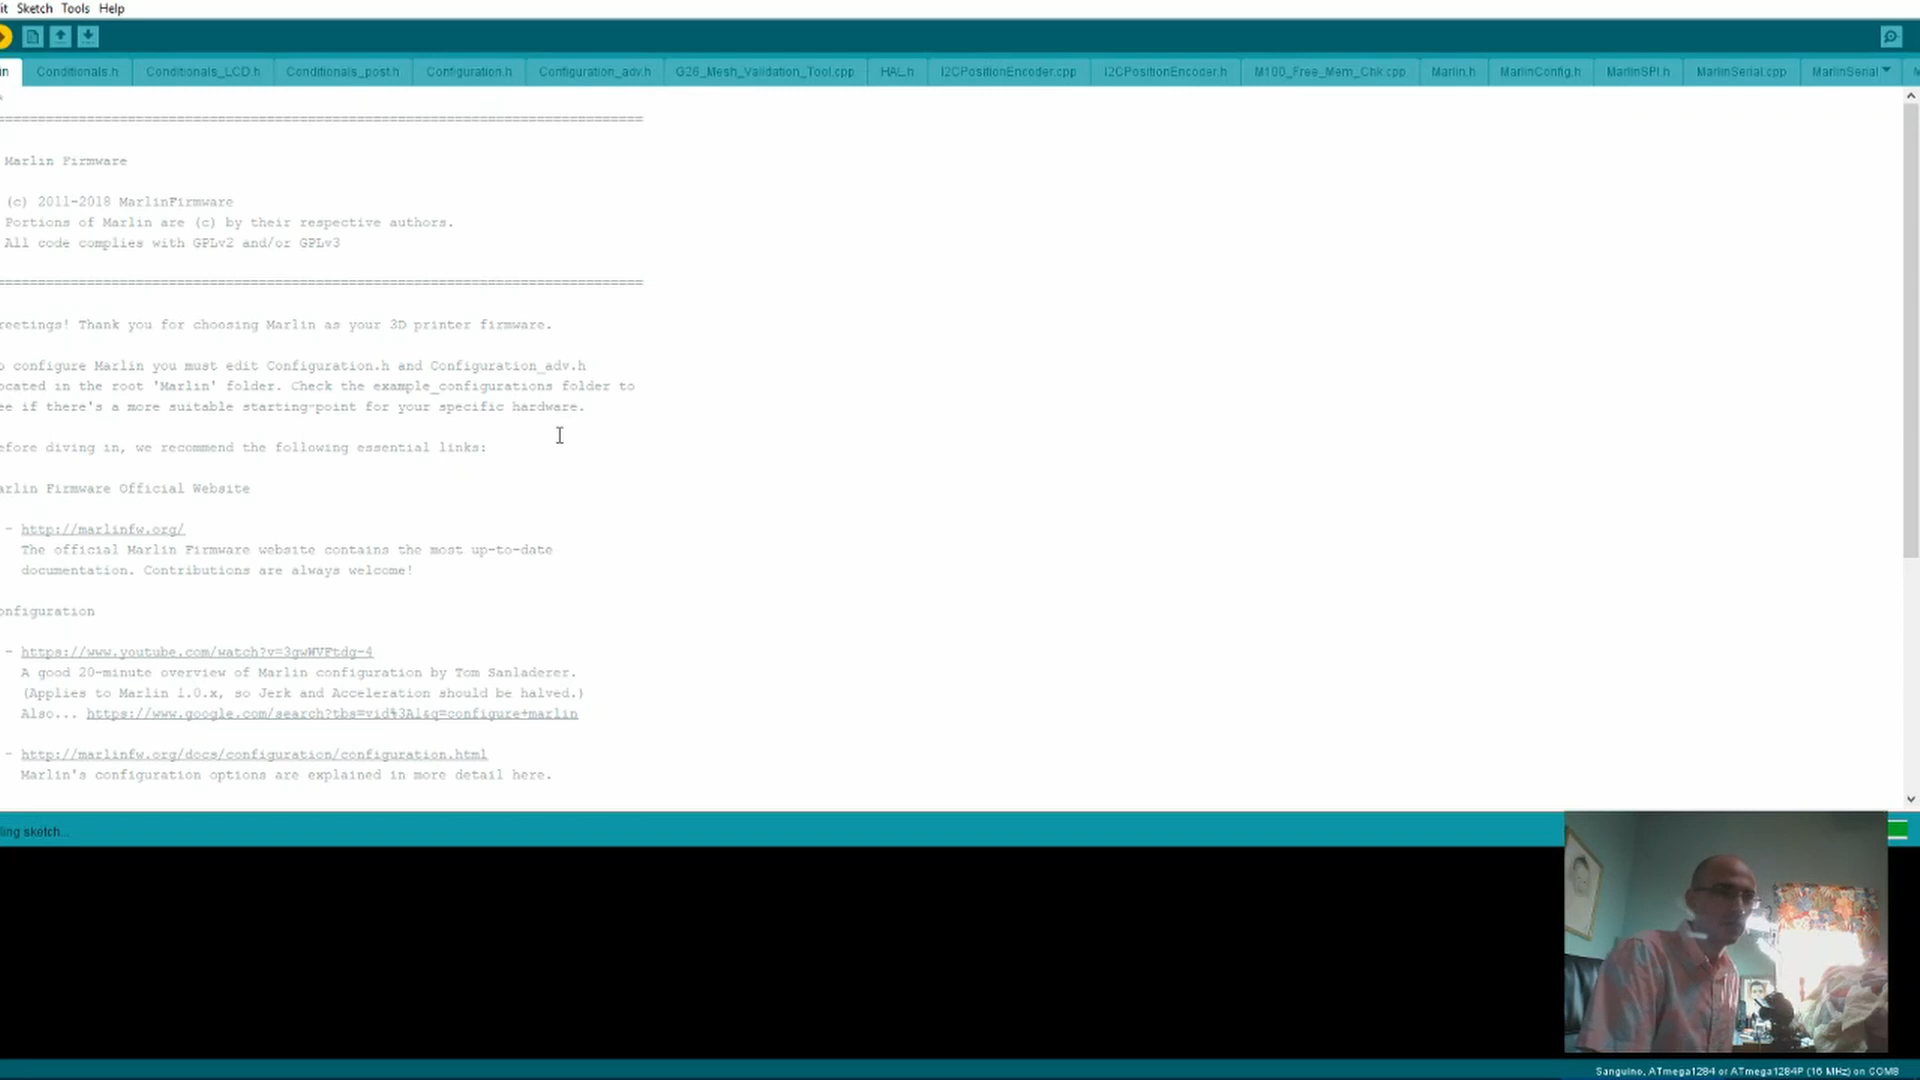 it Sketch Tools Help
in Conditionals.h Conditionals_LCD.h Conditionals_post.h Configuration.h Configuration_adv.h G26_Mesh_Validation_Tool.cpp HAL.h I2CPositionEncoder.cpp I2CPositionEncoder.h M100_Free_Mem_Chk.cpp Marlin.h MarlinConfig.h MarlinSPI.h MarlinSerial.cpp MarlinSerial
================================================================================
Marlin Firmware
(c) 2011-2018 MarlinFirmware
Portions of Marlin are (c) by their respective authors.
All code complies with GPLv2 and/or GPLv3
================================================================================
reetings! Thank you for choosing Marlin as your 3D printer firmware.
o configure Marlin you must edit Configuration.h and Configuration_adv.h
ocated in the root 'Marlin' folder. Check the example_configurations folder to
ee if there's a more suitable starting-point for your specific hardware.
efore diving in, we recommend the following essential links:
arlin Firmware Official Website
- http://marlinfw.org/
The official Marlin Firmware website contains the most up-to-date
documentation. Contributions are always welcome!
onfiguration
- https://www.youtube.com/watch?v=3gwWVFtdg-4
A good 20-minute overview of Marlin configuration by Tom Sanladerer.
(Applies to Marlin 1.0.x, so Jerk and Acceleration should be halved.)
Also... https://www.google.com/search?tbs=vid%3A1&q=configure+marlin
- http://marlinfw.org/docs/configuration/configuration.html
Marlin's configuration options are explained in more detail here.
ling sketch...
Sanguino, ATmega1284 or ATmega1284P (16 MHz) on COM8